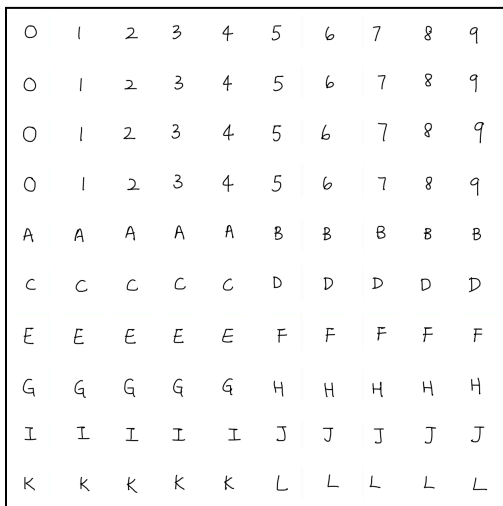 0 1 2 3 4 5 6 7 8 9
0 1 2 3 4 5 6 7 8 9
0 1 2 3 4 5 6 7 8 9
0 1 2 3 4 5 6 7 8 9
A A A A A B B B B B
C C C C C D D D D D
E E E E E F F F F F
G G G G G H H H H H
I I I I I J J J J J
K K K K K L L L L L